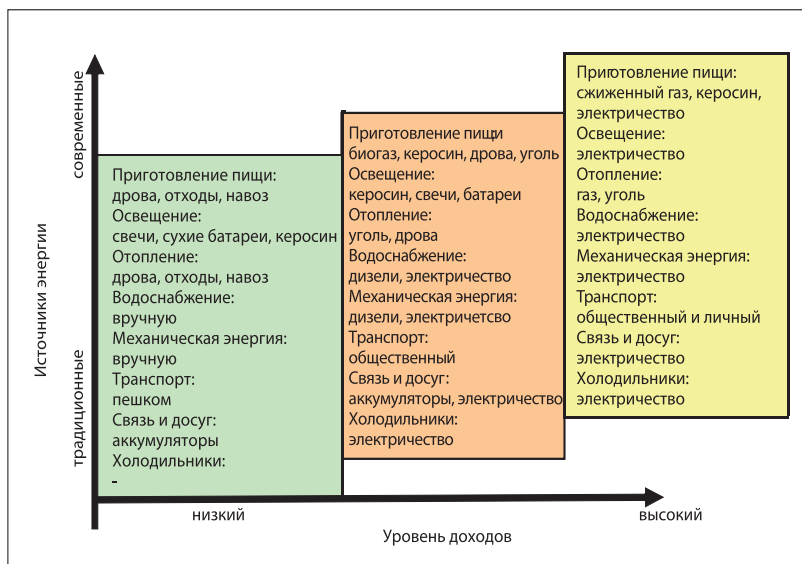 современные
Источники энергии
традиционные
Приготовление пищи:
дрова, отходы, навоз
Освещение:
свечи, сухие батареи, керосин
Отопление:
дрова, отходы, навоз
Водоснабжение:
вручную
Механическая энергия:
вручную
Транспорт:
пешком
Связь и досуг:
аккумуляторы
Холодильники:
-
Приготовление пищи
биогаз, керосин, дрова, уголь
Освещение:
керосин, свечи, батареи
Отопление:
уголь, дрова
Водоснабжение:
дизели, электричество
Механическая энергия:
дизели, электричетсво
Транспорт:
общественный
Связь и досуг:
аккумуляторы, электричество
Холодильники:
электричество
Приготовление пищи:
сжиженный газ, керосин,
электричество
Освещение:
электричество
Отопление:
газ, уголь
Водоснабжение:
электричество
Механическая энергия:
электричество
Транспорт:
общественный и личный
Связь и досуг:
электричество
Холодильники:
электричество
низкий
высокий
Уровень доходов